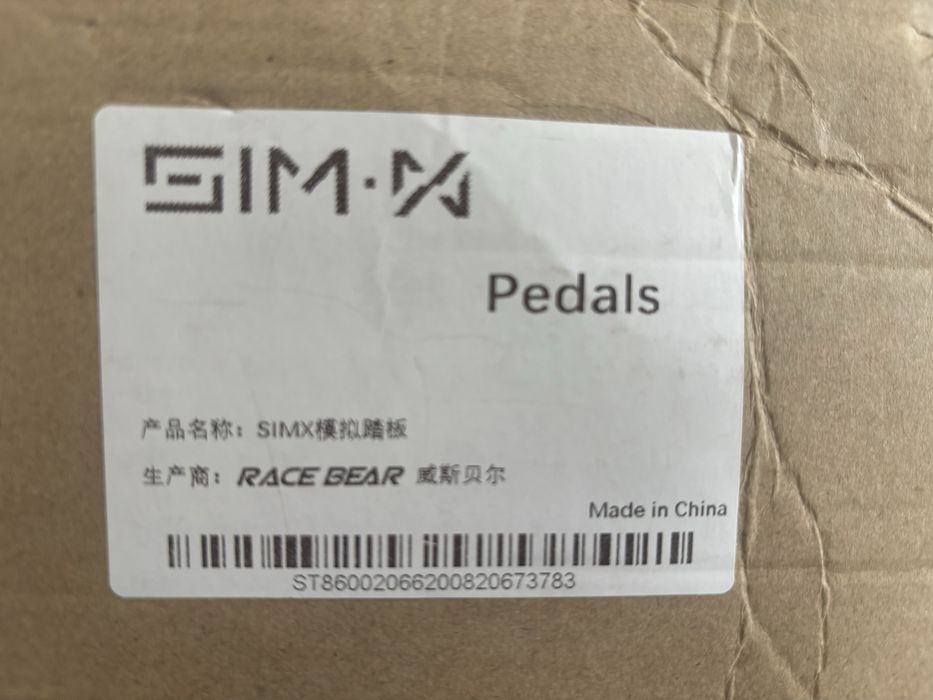 SIM·X
Pedals
产品名称：SIMX模拟踏板
生产商：RACE BEAR 威斯贝尔
Made in China
ST86002066200820673783